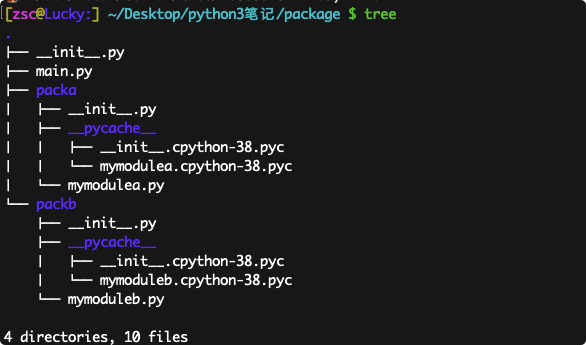 [zsc@Lucky:] ~/Desktop/python3笔记/package $ tree
.
├── __init__.py
├── main.py
├── packa
│   ├── __init__.py
│   ├── __pycache__
│   │   ├── __init__.cpython-38.pyc
│   │   └── mymodulea.cpython-38.pyc
│   └── mymodulea.py
└── packb
    ├── __init__.py
    ├── __pycache__
    │   ├── __init__.cpython-38.pyc
    │   └── mymoduleb.cpython-38.pyc
    └── mymoduleb.py
4 directories, 10 files